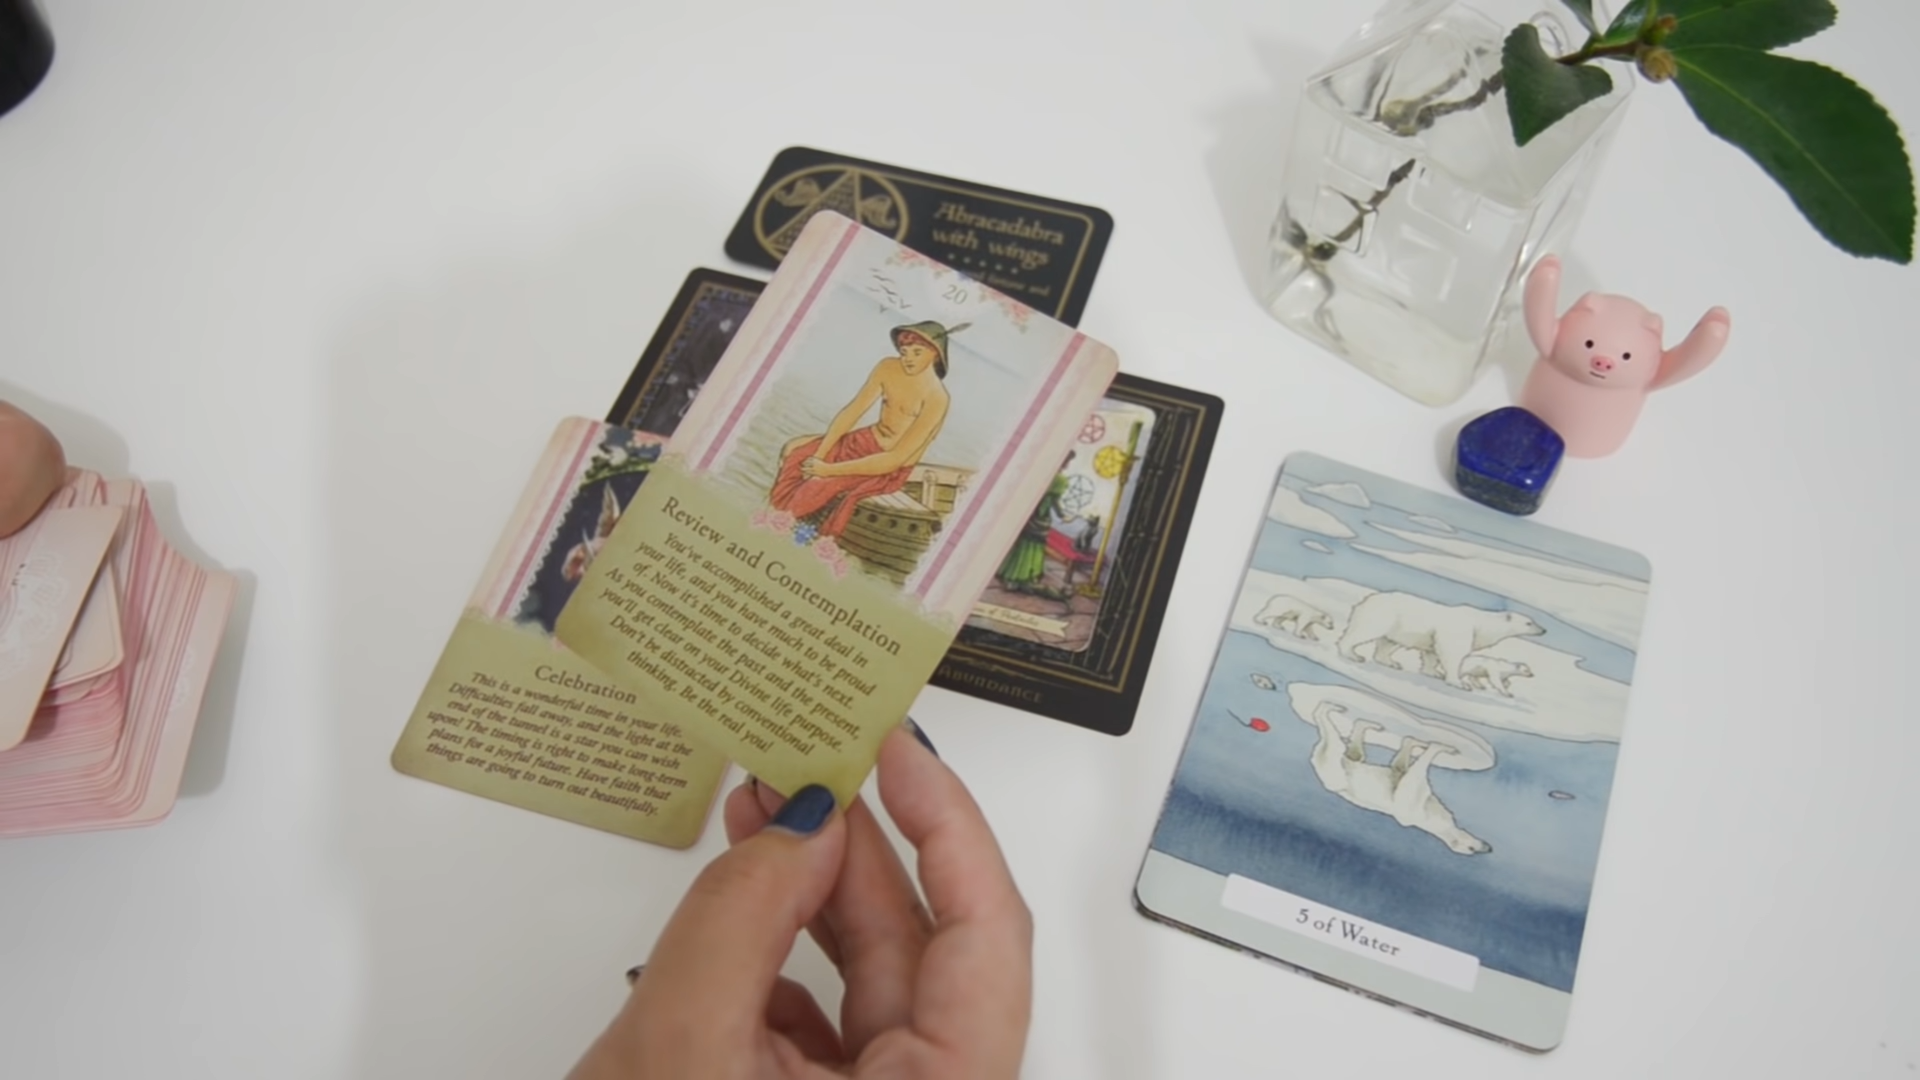 Abracadabra
with wings
20
Review and Contemplation
You've accomplished a great deal in
your life, and you have much to be proud
of. Now it's time to decide what's next.
As you contemplate the past and the present,
you'll get clear on your Divine life purpose.
Don't be distracted by conventional
thinking. Be the real you!
ABUNDANCE
Celebration
This is a wonderful time in your life.
Difficulties fall away, and the light at the
end of the tunnel is a star you can wish
upon! The timing is right to make long-term
plans for a joyful future. Have faith that
things are going to turn out beautifully.
5 of Water